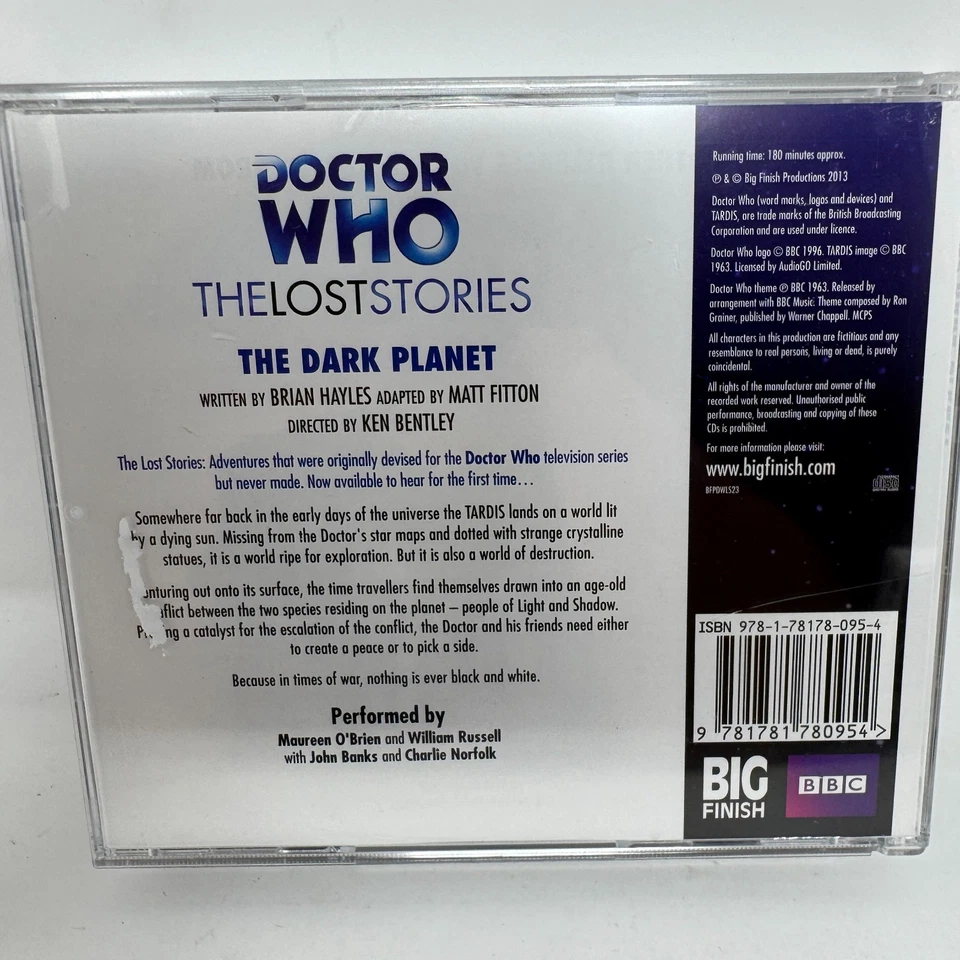 DOCTOR
WHO
THELOSTSTORIES
THE DARK PLANET
WRITTEN BY BRIAN HAYLES ADAPTED BY MATT FITTON
DIRECTED BY KEN BENTLEY
The Lost Stories: Adventures that were originally devised for the Doctor Who television series
but never made. Now available to hear for the first time…
Somewhere far back in the early days of the universe the TARDIS lands on a world lit
by a dying sun. Missing from the Doctor's star maps and dotted with strange crystalline
statues, it is a world ripe for exploration. But it is also a world of destruction.
out onto its surface, the time travellers find themselves drawn into an age-old
between the two species residing on the planet – people of Light and Shadow.
a catalyst for the escalation of the conflict, the Doctor and his friends need either
to create a peace or to pick a side.
Because in times of war, nothing is ever black and white.
Performed by
Maureen O'Brien and William Russell
with John Banks and Charlie Norfolk
Running time: 180 minutes approx.
℗ & © Big Finish Productions 2013
Doctor Who (word marks, logos and devices) and
TARDIS, are trade marks of the British Broadcasting
Corporation and are used under licence.
Doctor Who logo © BBC 1996. TARDIS image © BBC
1963. Licensed by AudioGO Limited.
Doctor Who theme ℗ BBC 1963. Released by
arrangement with BBC Music. Theme composed by Ron
Grainer, published by Warner Chappell. MCPS
All characters in this production are fictitious and any
resemblance to real persons, living or dead, is purely
coincidental.
All rights of the manufacturer and owner of the
recorded work reserved. Unauthorised public
performance, broadcasting and copying of these
CDs is prohibited.
For more information please visit:
www.bigfinish.com
BFPDWLS23
ISBN 978-1-78178-095-4
9 781781 780954 >
BIG
FINISH
BBC